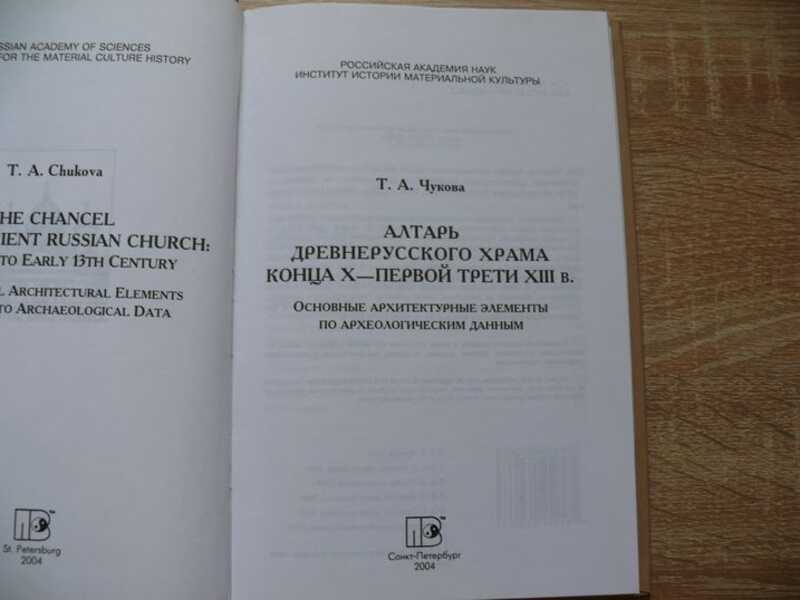 SSIAN ACADEMY OF SCIENCES
FOR THE MATERIAL CULTURE HISTORY
T. A. Chukova
HE CHANCEL
IENT RUSSIAN CHURCH:
TO EARLY 13TH CENTURY
L ARCHITECTURAL ELEMENTS
TO ARCHAEOLOGICAL DATA
ПВ™
St. Petersburg
2004
РОССИЙСКАЯ АКАДЕМИЯ НАУК
ИНСТИТУТ ИСТОРИИ МАТЕРИАЛЬНОЙ КУЛЬТУРЫ
Т. А. Чукова
АЛТАРЬ
ДРЕВНЕРУССКОГО ХРАМА
КОНЦА X—ПЕРВОЙ ТРЕТИ XIII В.
ОСНОВНЫЕ АРХИТЕКТУРНЫЕ ЭЛЕМЕНТЫ
ПО АРХЕОЛОГИЧЕСКИМ ДАННЫМ
ПВ™
Санкт-Петербург
2004